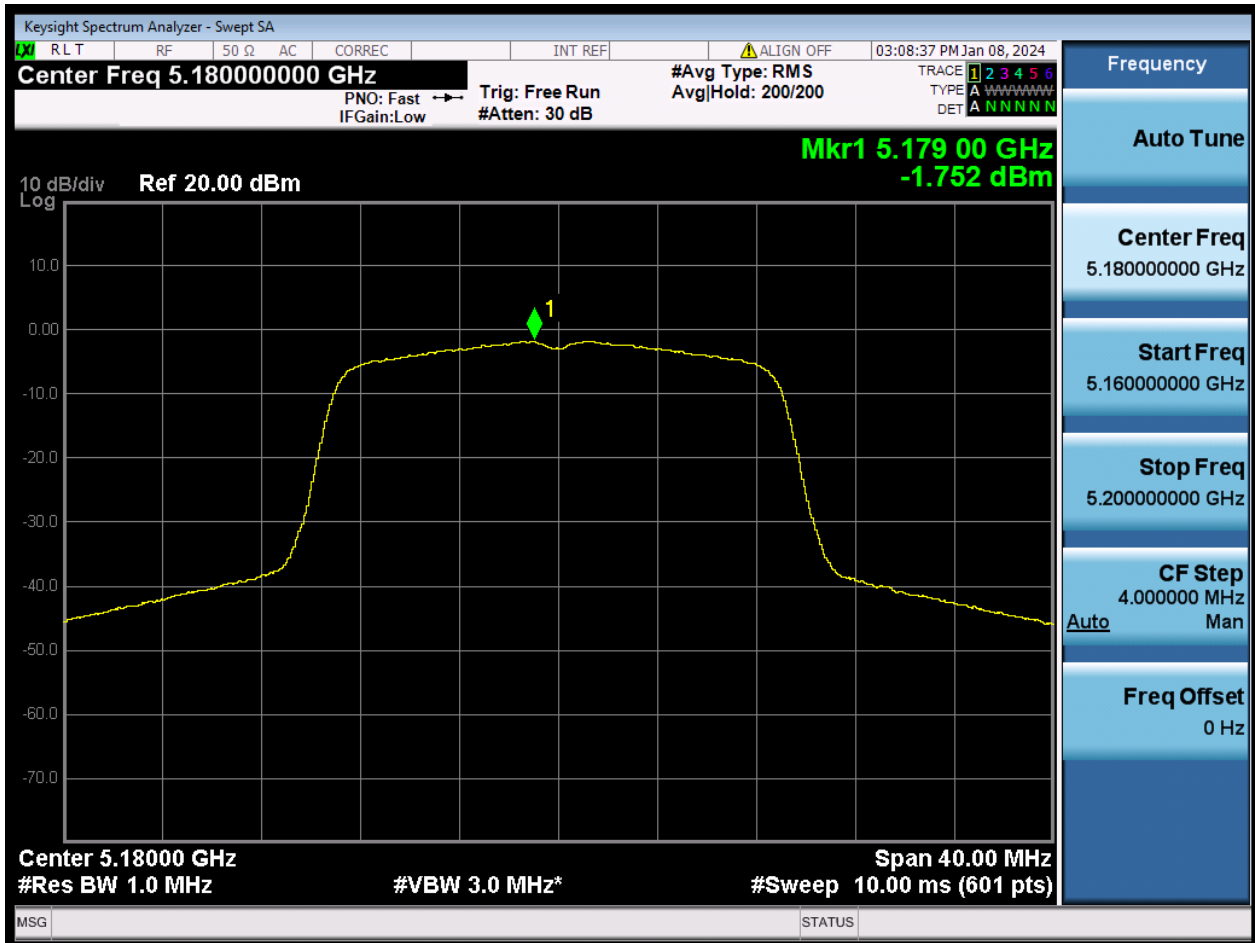 Keysight Spectrum Analyzer - Swept SA
LXI RLT RF 50 Ω AC CORREC INT REF ALIGN OFF 03:08:37 PM Jan 08, 2024
Center Freq 5.180000000 GHz
PNO: Fast
IFGain:Low
Trig: Free Run
#Atten: 30 dB
#Avg Type: RMS
Avg|Hold: 200/200
TRACE 1 2 3 4 5 6
TYPE A WWWWW
DET A N N N N N
Mkr1 5.179 00 GHz
-1.752 dBm
10 dB/div Ref 20.00 dBm
Log
1
10.0
0.00
-10.0
-20.0
-30.0
-40.0
-50.0
-60.0
-70.0
Center 5.18000 GHz Span 40.00 MHz
#Res BW 1.0 MHz #VBW 3.0 MHz* #Sweep 10.00 ms (601 pts)
MSG STATUS
Frequency
Auto Tune
Center Freq
5.180000000 GHz
Start Freq
5.160000000 GHz
Stop Freq
5.200000000 GHz
CF Step
4.000000 MHz
Auto Man
Freq Offset
0 Hz